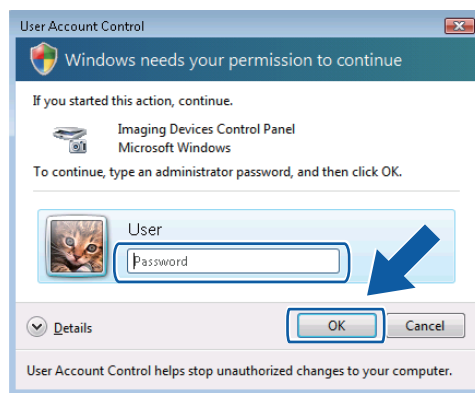 User Account Control
Windows needs your permission to continue
If you started this action, continue.
Imaging Devices Control Panel
Microsoft Windows
To continue, type an administrator password, and then click OK.
User
Password
Details
OK
Cancel
User Account Control helps stop unauthorized changes to your computer.